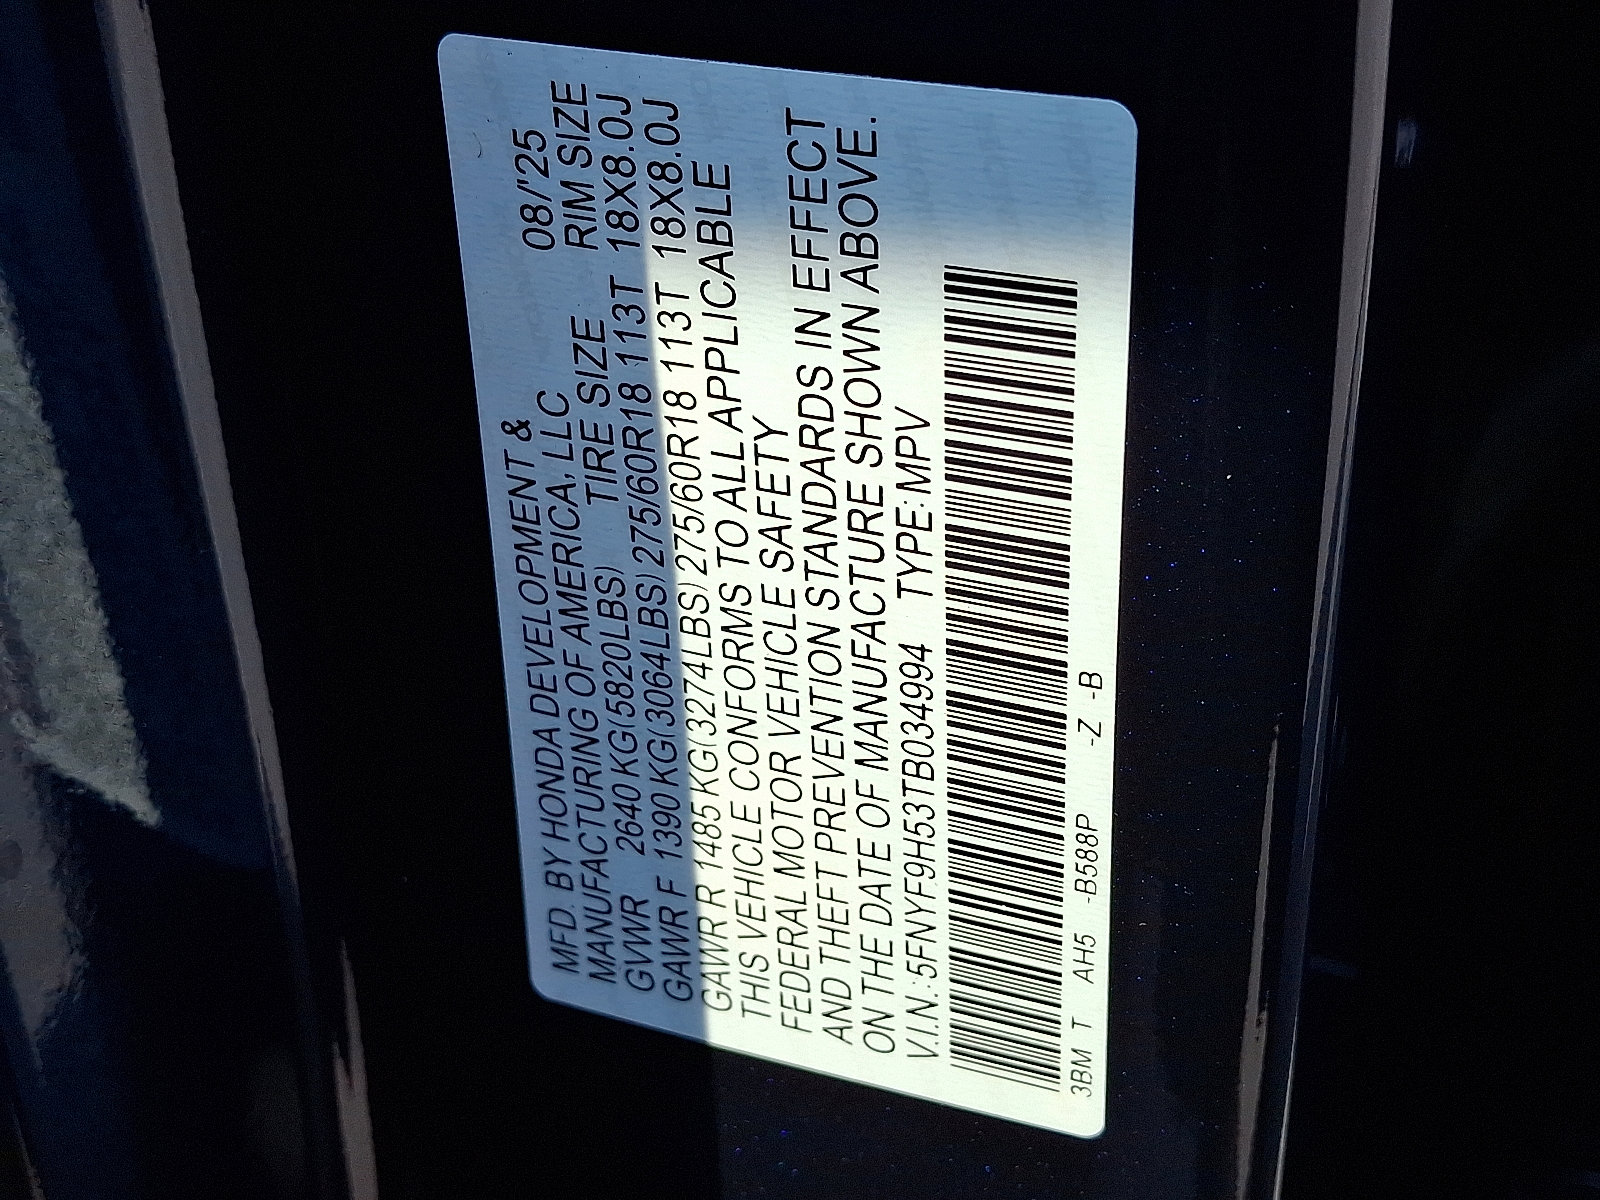 MFD. BY HONDA DEVELOPMENT &
MANUFACTURING OF AMERICA, LLC 08/'25
GVWR 2640 KG(5820LBS) TIRE SIZE RIM SIZE
GAWR F 1390 KG(3064LBS) 275/60R18 113T 18X8.0J
GAWR R 1485 KG(3274LBS) 275/60R18 113T 18X8.0J
THIS VEHICLE CONFORMS TO ALL APPLICABLE
FEDERAL MOTOR VEHICLE SAFETY
AND THEFT PREVENTION STANDARDS IN EFFECT
ON THE DATE OF MANUFACTURE SHOWN ABOVE.
V.I.N.:5FNYF9H53TB034994 TYPE:MPV
3BM T AH5 -B588P -Z -B